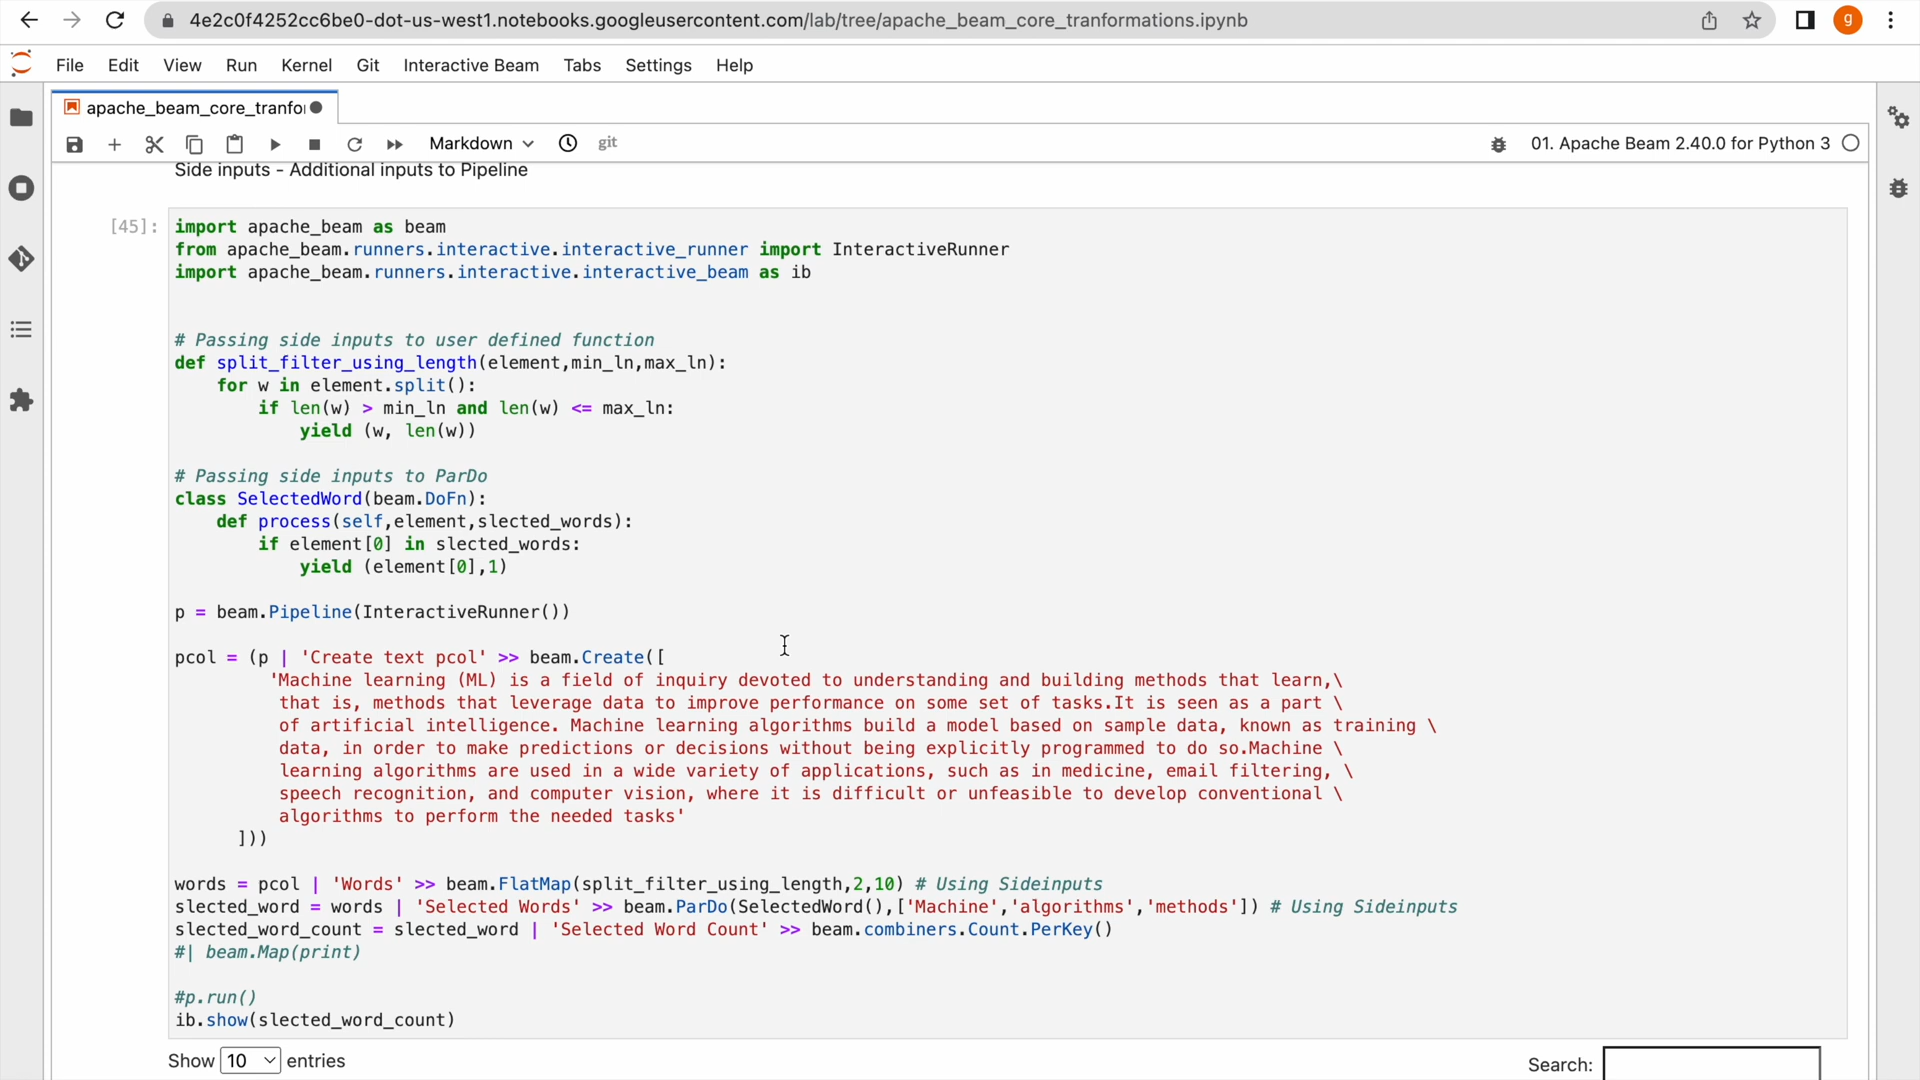 4e2c0f4252cc6be0-dot-us-west1.notebooks.googleusercontent.com/lab/tree/apache_beam_core_tranformations.ipynb
g
File Edit View Run Kernel Git Interactive Beam Tabs Settings Help
apache_beam_core_tranfo
Markdown
git
01. Apache Beam 2.40.0 for Python 3
Side inputs - Additional inputs to Pipeline
[45]:
import apache_beam as beam
from apache_beam.runners.interactive.interactive_runner import InteractiveRunner
import apache_beam.runners.interactive.interactive_beam as ib
# Passing side inputs to user defined function
def split_filter_using_length(element,min_ln,max_ln):
    for w in element.split():
        if len(w) > min_ln and len(w) <= max_ln:
            yield (w, len(w))
# Passing side inputs to ParDo
class SelectedWord(beam.DoFn):
    def process(self,element,slected_words):
        if element[0] in slected_words:
            yield (element[0],1)
p = beam.Pipeline(InteractiveRunner())
pcol = (p | 'Create text pcol' >> beam.Create([
'Machine learning (ML) is a field of inquiry devoted to understanding and building methods that learn,\
that is, methods that leverage data to improve performance on some set of tasks.It is seen as a part \
of artificial intelligence. Machine learning algorithms build a model based on sample data, known as training \
data, in order to make predictions or decisions without being explicitly programmed to do so.Machine \
learning algorithms are used in a wide variety of applications, such as in medicine, email filtering, \
speech recognition, and computer vision, where it is difficult or unfeasible to develop conventional \
algorithms to perform the needed tasks'
]))
words = pcol | 'Words' >> beam.FlatMap(split_filter_using_length,2,10) # Using Sideinputs
slected_word = words | 'Selected Words' >> beam.ParDo(SelectedWord(),['Machine','algorithms','methods']) # Using Sideinputs
slected_word_count = slected_word | 'Selected Word Count' >> beam.combiners.Count.PerKey()
#| beam.Map(print)
#p.run()
ib.show(slected_word_count)
Show 10 entries
Search: